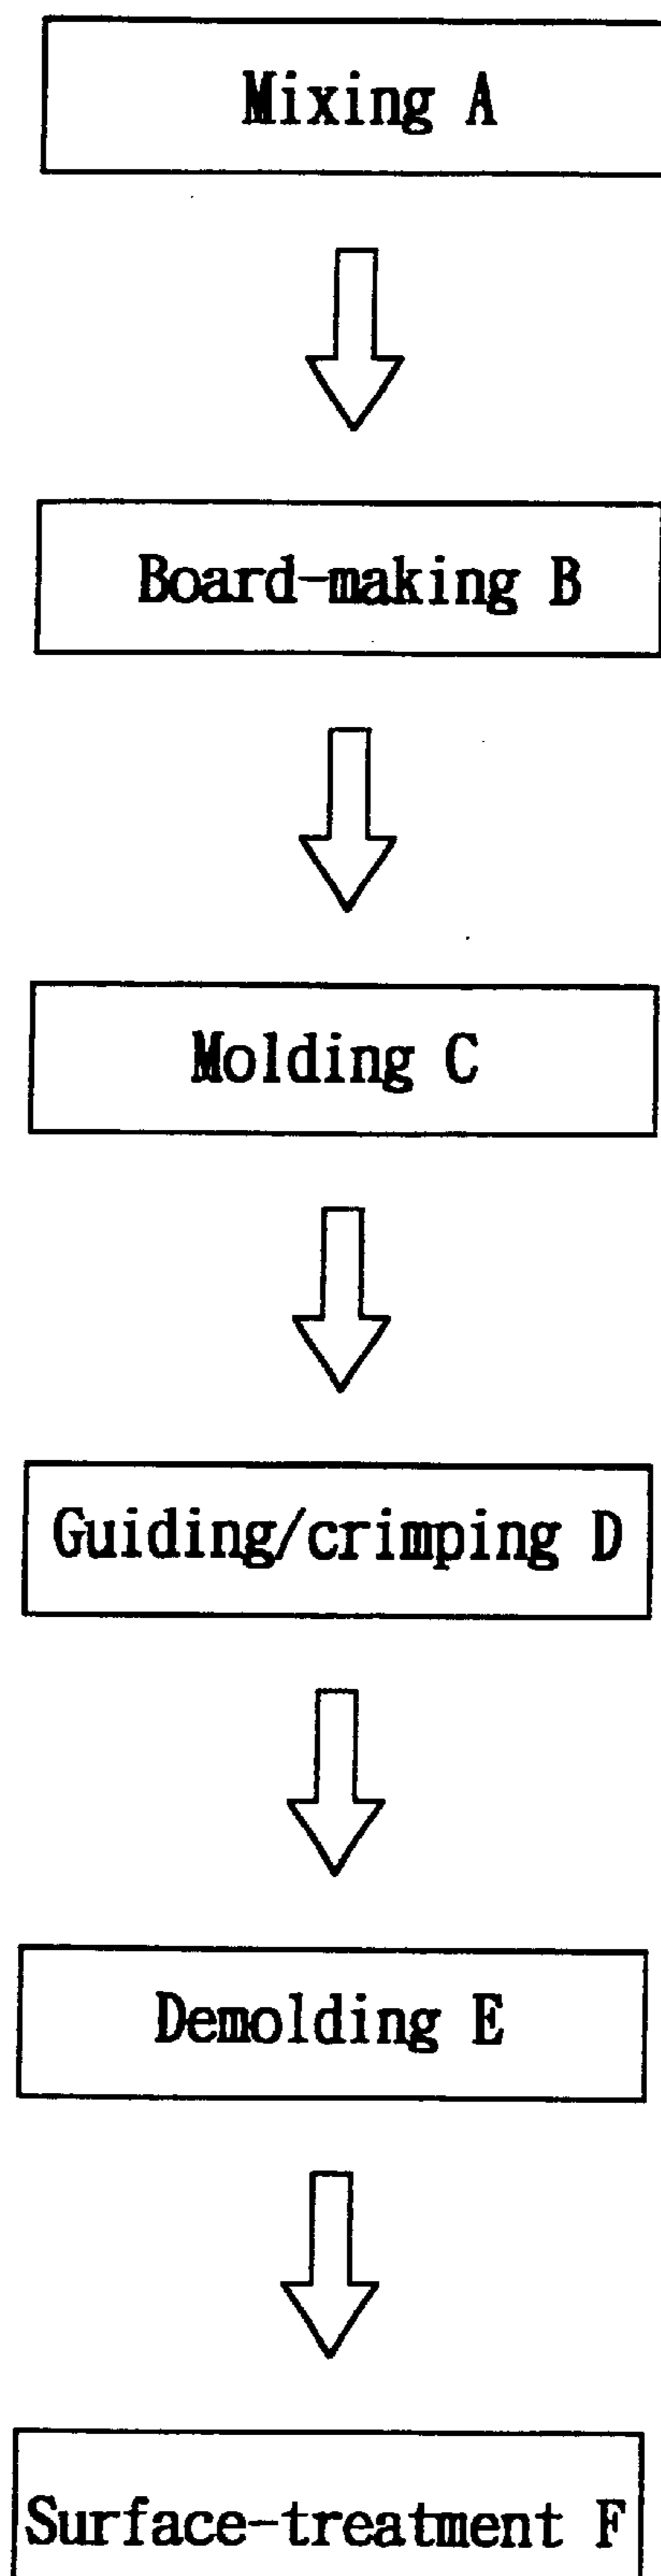 Mixing A
Board-making B
Molding C
Guiding/crimping D
Demolding E
Surface-treatment F